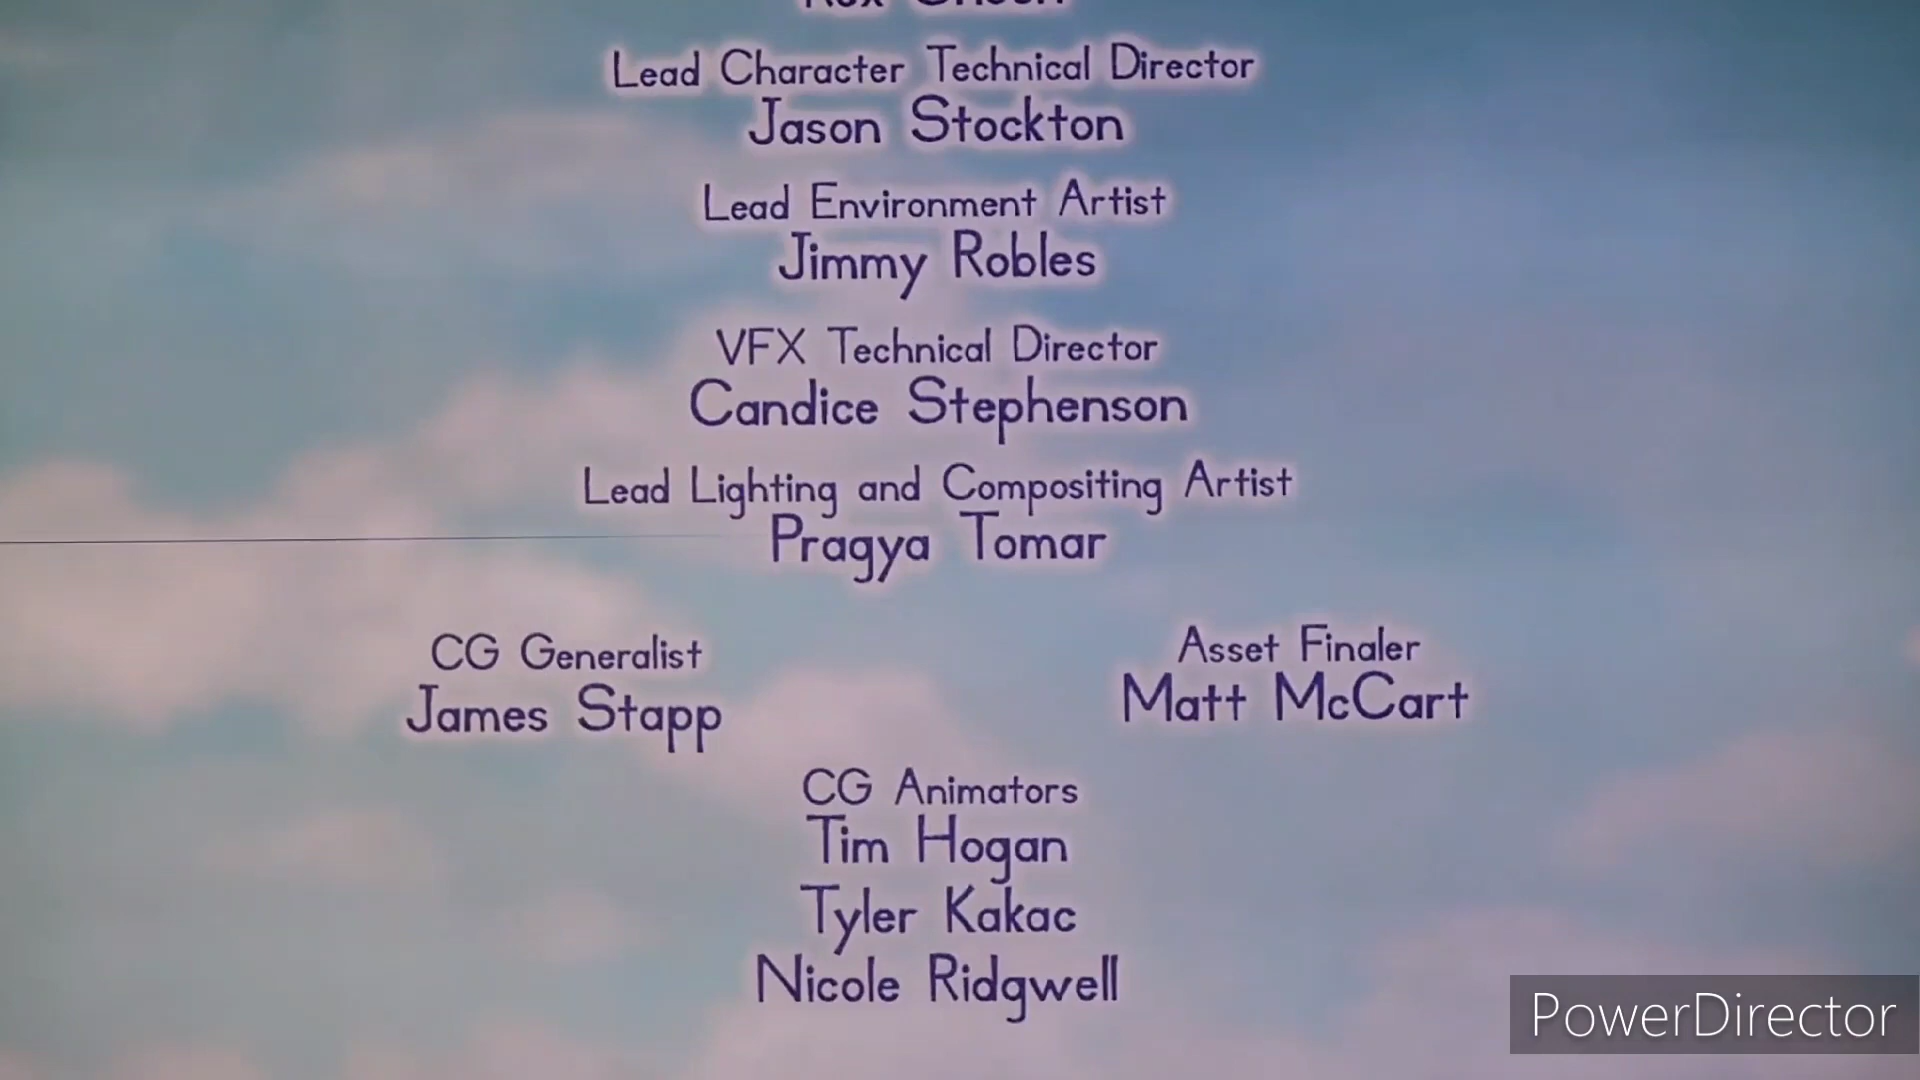 Lead Character Technical Director
Jason Stockton
Lead Environment Artist
Jimmy Robles
VFX Technical Director
Candice Stephenson
Lead Lighting and Compositing Artist
Pragya Tomar
CG Generalist
James Stapp
Asset Finaler
Matt McCart
CG Animators
Tim Hogan
Tyler Kakac
Nicole Ridgwell
PowerDirector